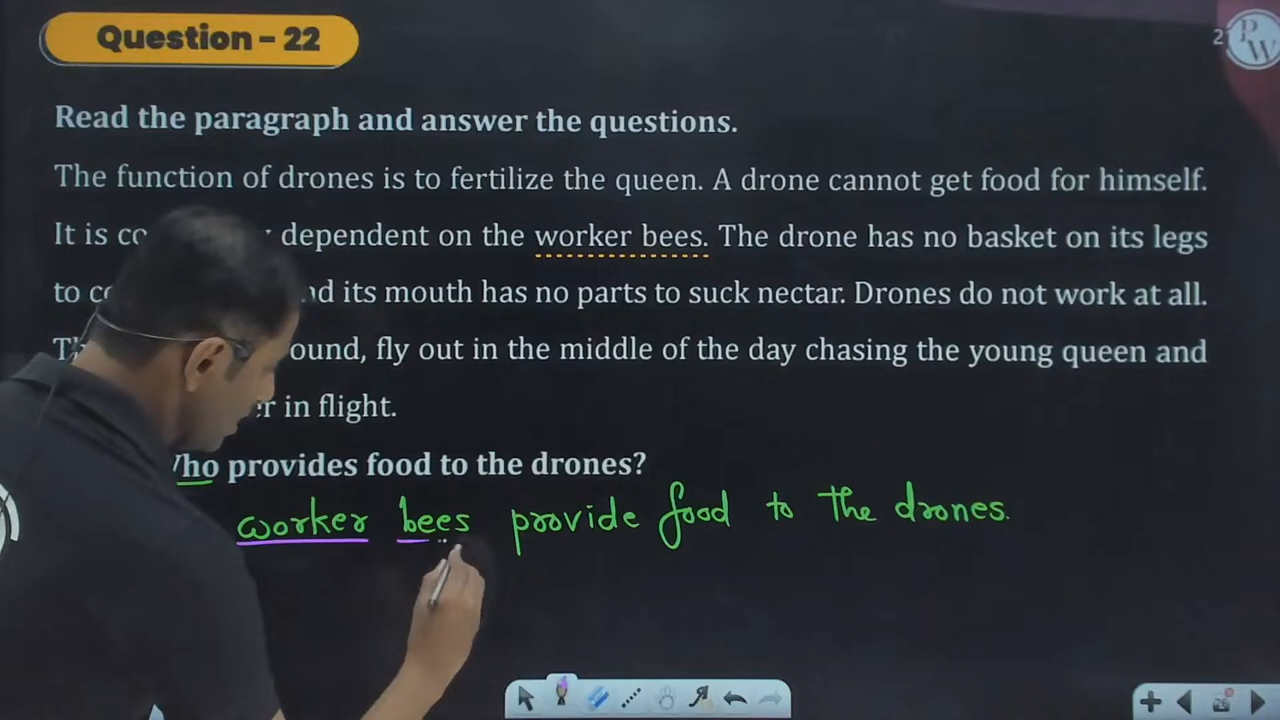 Question – 22
2
PW
Read the paragraph and answer the questions.
The function of drones is to fertilize the queen. A drone cannot get food for himself.
It is dependent on the worker bees. The drone has no basket on its legs
to its mouth has no parts to suck nectar. Drones do not work at all.
fly out in the middle of the day chasing the young queen and
in flight.
Who provides food to the drones?
worker bees provide food to the drones.